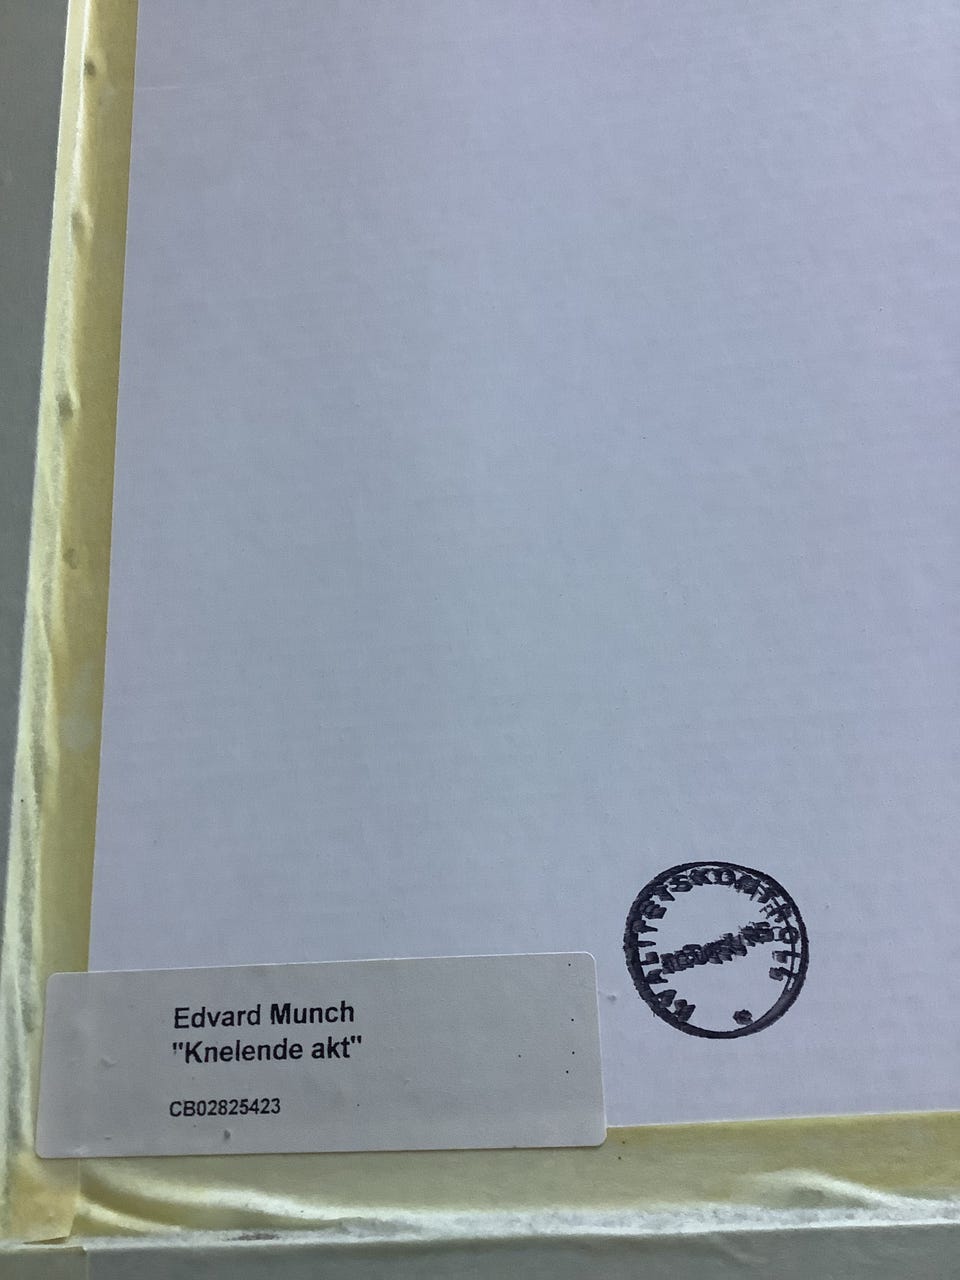 Edvard Munch
"Knelende akt"
CB02825423
KVALITETSKONTROLL